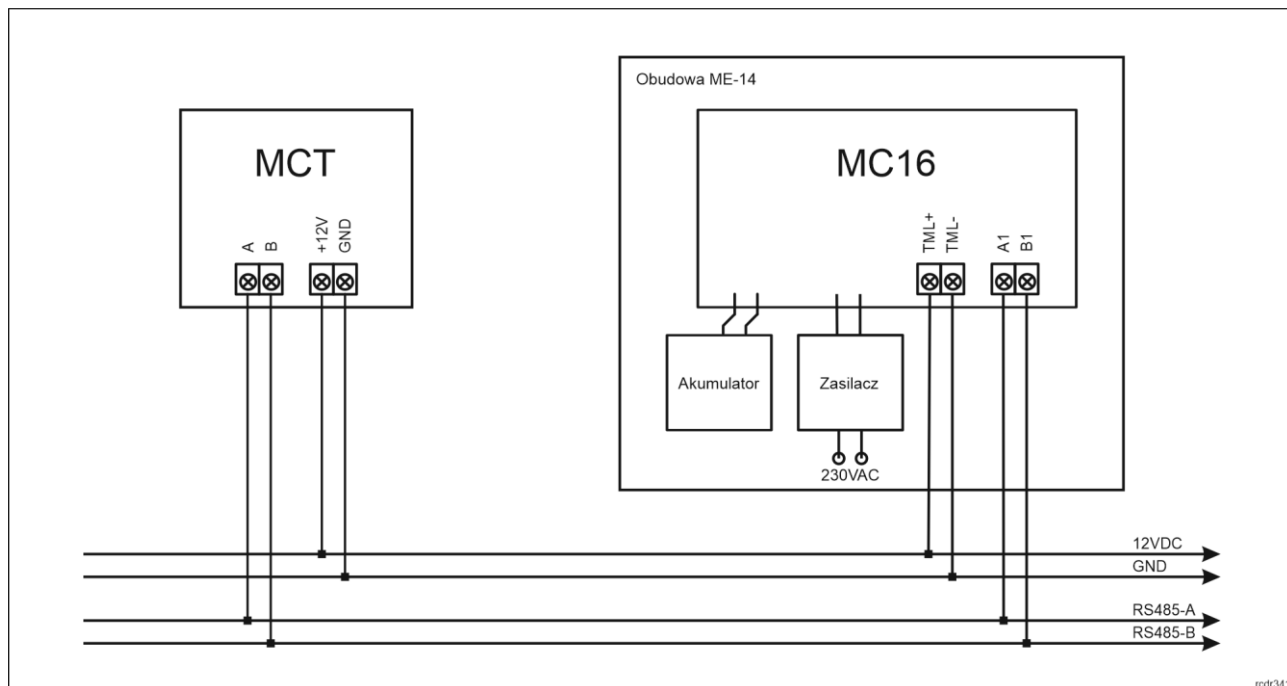 Obudowa ME-14
MCT
MC16
A
B
+12V
GND
TML+
TML-
A1
B1
Akumulator
Zasilacz
230VAC
12VDC
GND
RS485-A
RS485-B